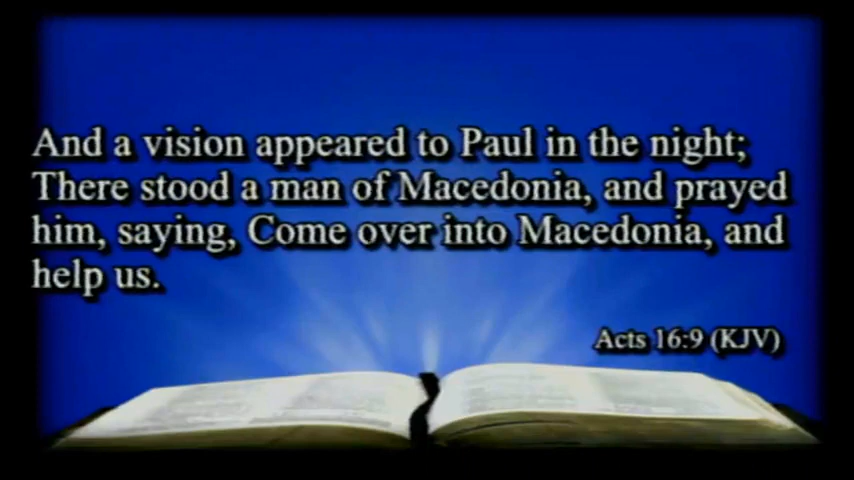 And a vision appeared to Paul in the night;
There stood a man of Macedonia, and prayed
him, saying, Come over into Macedonia, and
help us.
Acts 16:9 (KJV)